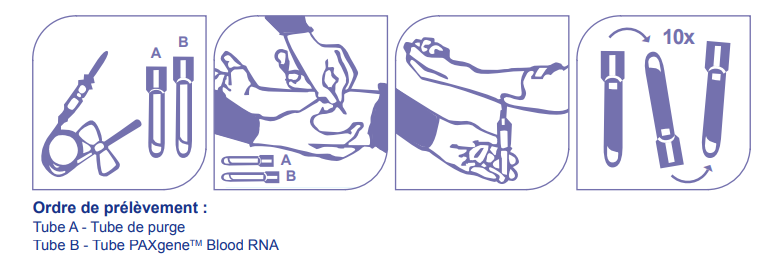 A
B
A
B
10x
Ordre de prélèvement :
Tube A - Tube de purge
Tube B - Tube PAXgene™ Blood RNA